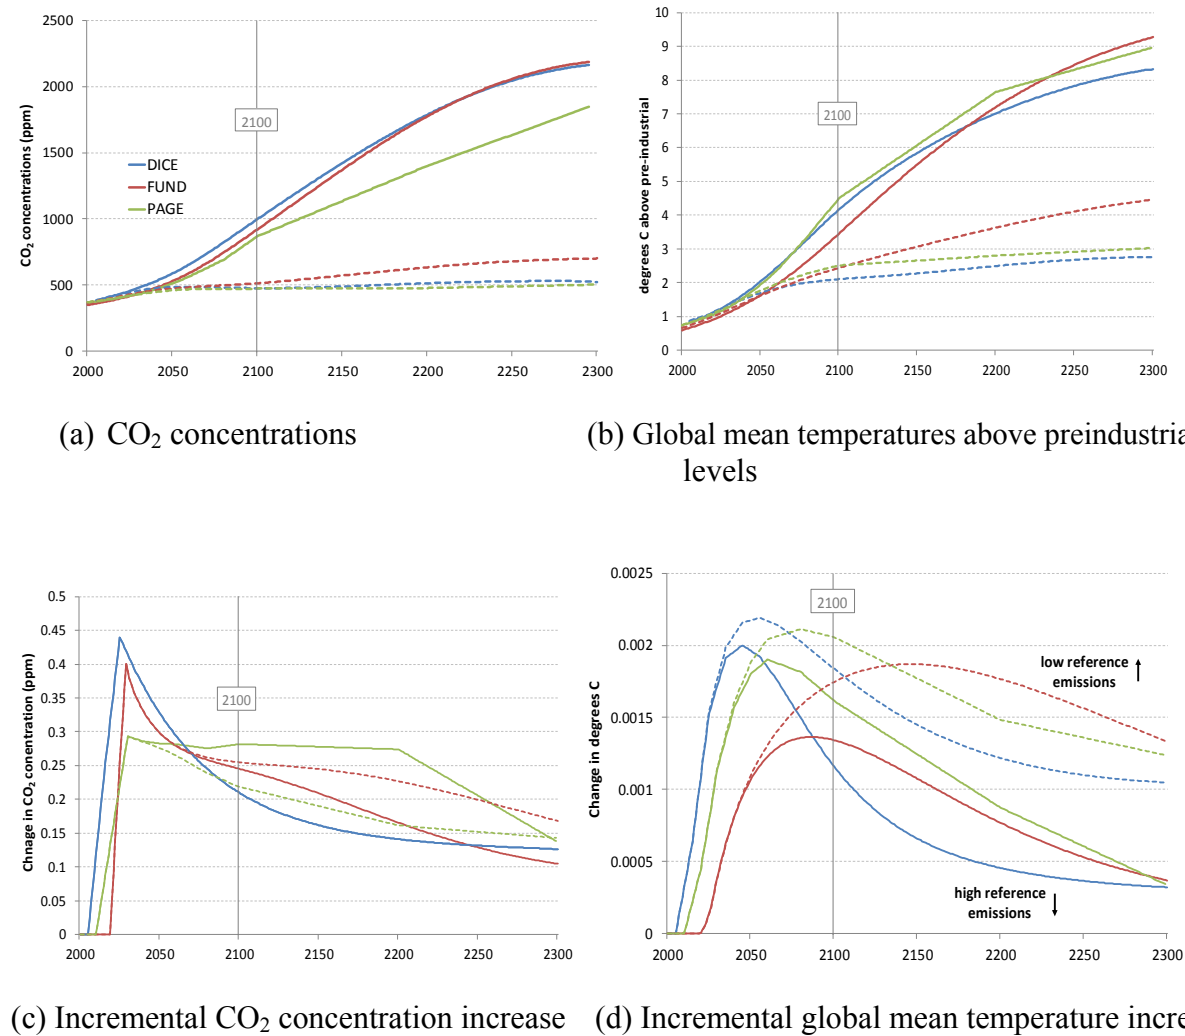 2500
2000
1500
1000
500
0
CO2 concentrations (ppm)
2100
DICE
FUND
PAGE
2000 2050 2100 2150 2200 2250 2300
(a) CO2 concentrations
10
9
8
7
6
5
4
3
2
1
0
degrees C above pre-industrial
2100
2000 2050 2100 2150 2200 2250 2300
(b) Global mean temperatures above preindustria
levels
0.5
0.45
0.4
0.35
0.3
0.25
0.2
0.15
0.1
0.05
0
Chnage in CO2 concentration (ppm)
2100
2000 2050 2100 2150 2200 2250 2300
(c) Incremental CO2 concentration increase
0.0025
0.002
0.0015
0.001
0.0005
0
Change in degrees C
2100
low reference
emissions
high reference
emissions
2000 2050 2100 2150 2200 2250 2300
(d) Incremental global mean temperature incre